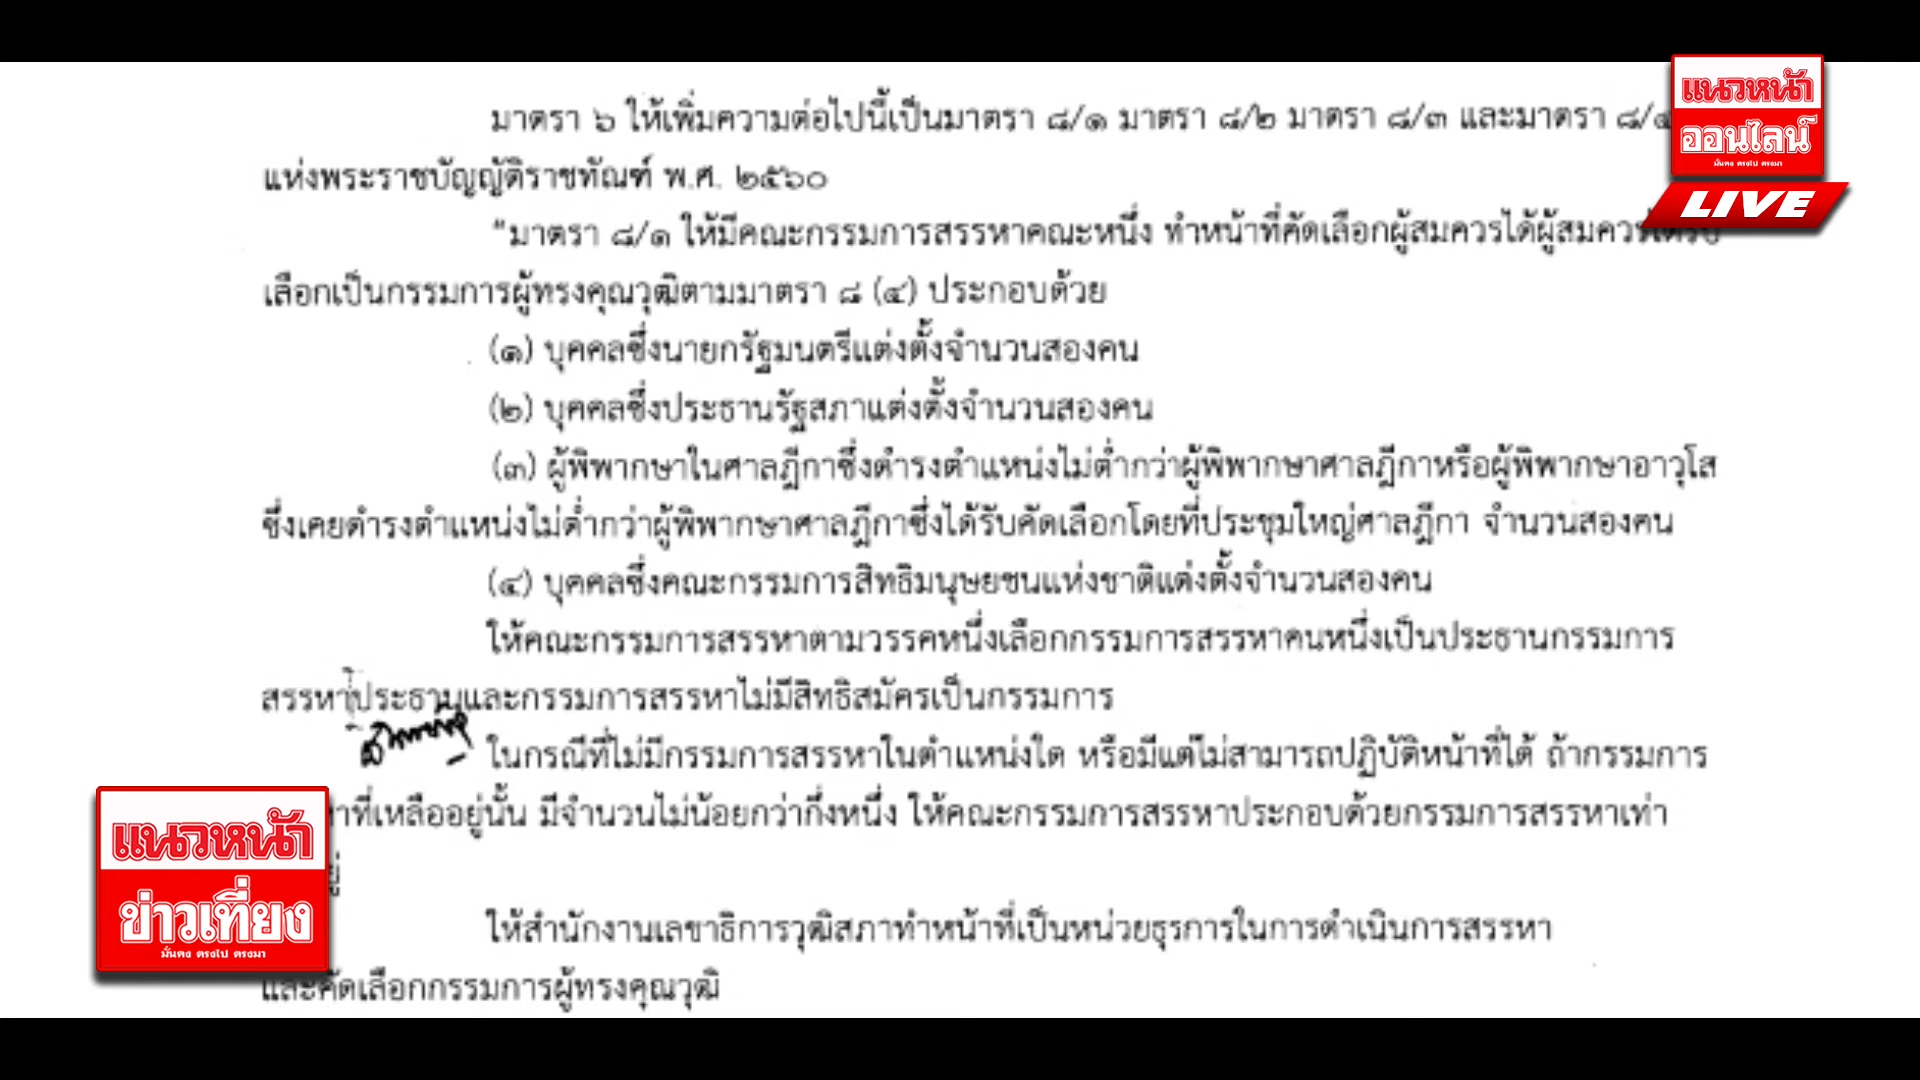 มาตรา ๖ ให้เพิ่มความต่อไปนี้เป็นมาตรา ๘/๑ มาตรา ๘/๒ มาตรา ๘/๓ และมาตรา
แห่งพระราชบัญญัติราชทัณฑ์ พ.ศ. ๒๕๖๐
“มาตรา ๘/๑ ให้มีคณะกรรมการสรรหาคณะหนึ่ง ทำหน้าที่คัดเลือกผู้สมควรได้ผู้สมควรได้รับ
เลือกเป็นกรรมการผู้ทรงคุณวุฒิตามมาตรา ๘ (๔) ประกอบด้วย
(๑) บุคคลซึ่งนายกรัฐมนตรีแต่งตั้งจำนวนสองคน
(๒) บุคคลซึ่งประธานรัฐสภาแต่งตั้งจำนวนสองคน
(๓) ผู้พิพากษาในศาลฎีกาซึ่งดำรงตำแหน่งไม่ต่ำกว่าผู้พิพากษาศาลฎีกาหรือผู้พิพากษาอาวุโส
ซึ่งเคยดำรงตำแหน่งไม่ต่ำกว่าผู้พิพากษาศาลฎีกาซึ่งได้รับคัดเลือกโดยที่ประชุมใหญ่ศาลฎีกา จำนวนสองคน
(๔) บุคคลซึ่งคณะกรรมการสิทธิมนุษยชนแห่งชาติแต่งตั้งจำนวนสองคน
ให้คณะกรรมการสรรหาตามวรรคหนึ่งเลือกกรรมการสรรหาคนหนึ่งเป็นประธานกรรมการ
สรรหา ประธานและกรรมการสรรหาไม่มีสิทธิสมัครเป็นกรรมการ
ในกรณีที่ไม่มีกรรมการสรรหาในตำแหน่งใด หรือมีแต่ไม่สามารถปฏิบัติหน้าที่ได้ ถ้ากรรมการ
ที่เหลืออยู่นั้น มีจำนวนไม่น้อยกว่ากึ่งหนึ่ง ให้คณะกรรมการสรรหาประกอบด้วยกรรมการสรรหาเท่า
ให้สำนักงานเลขาธิการวุฒิสภาทำหน้าที่เป็นหน่วยธุรการในการดำเนินการสรรหา
และคัดเลือกกรรมการผู้ทรงคุณวุฒิ
แนวหน้า
ออนไลน์
มั่นคง ตรงไป ตรงมา
LIVE
แนวหน้า
ข่าวเที่ยง
มั่นคง ตรงไป ตรงมา